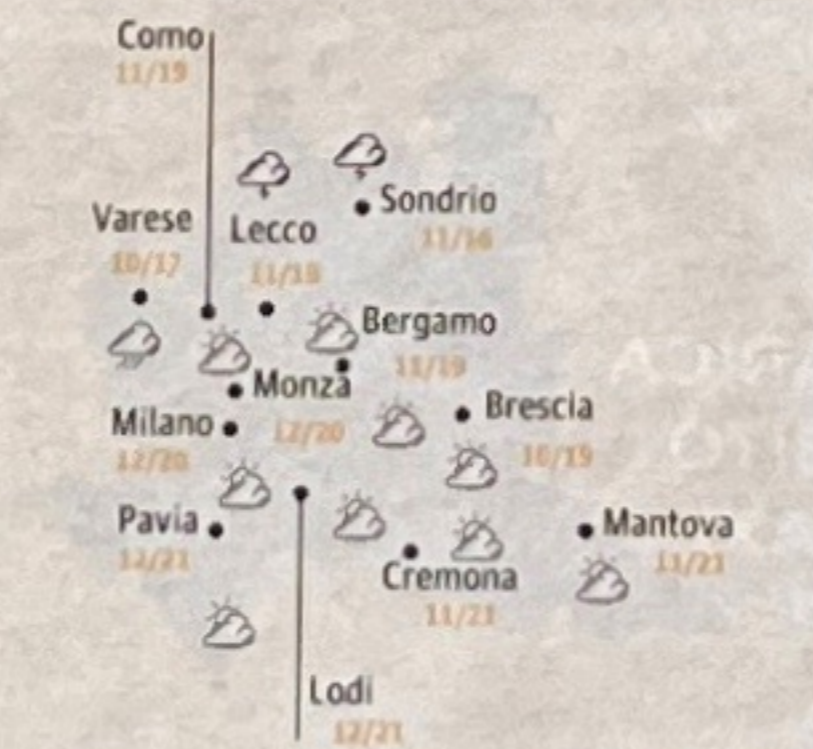 Como
11/19
Sondrio
11/16
Varese
10/17
Lecco
11/18
Bergamo
11/19
Monza
12/20
Brescia
10/19
Milano
12/20
Pavia
12/21
Mantova
11/21
Cremona
11/21
Lodi
12/21